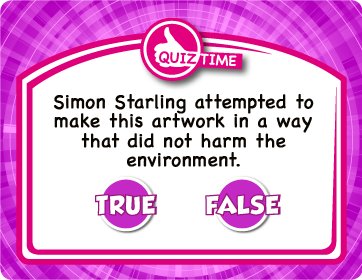 QUIZ TIME
Simon Starling attempted to
make this artwork in a way
that did not harm the
environment.
TRUE FALSE